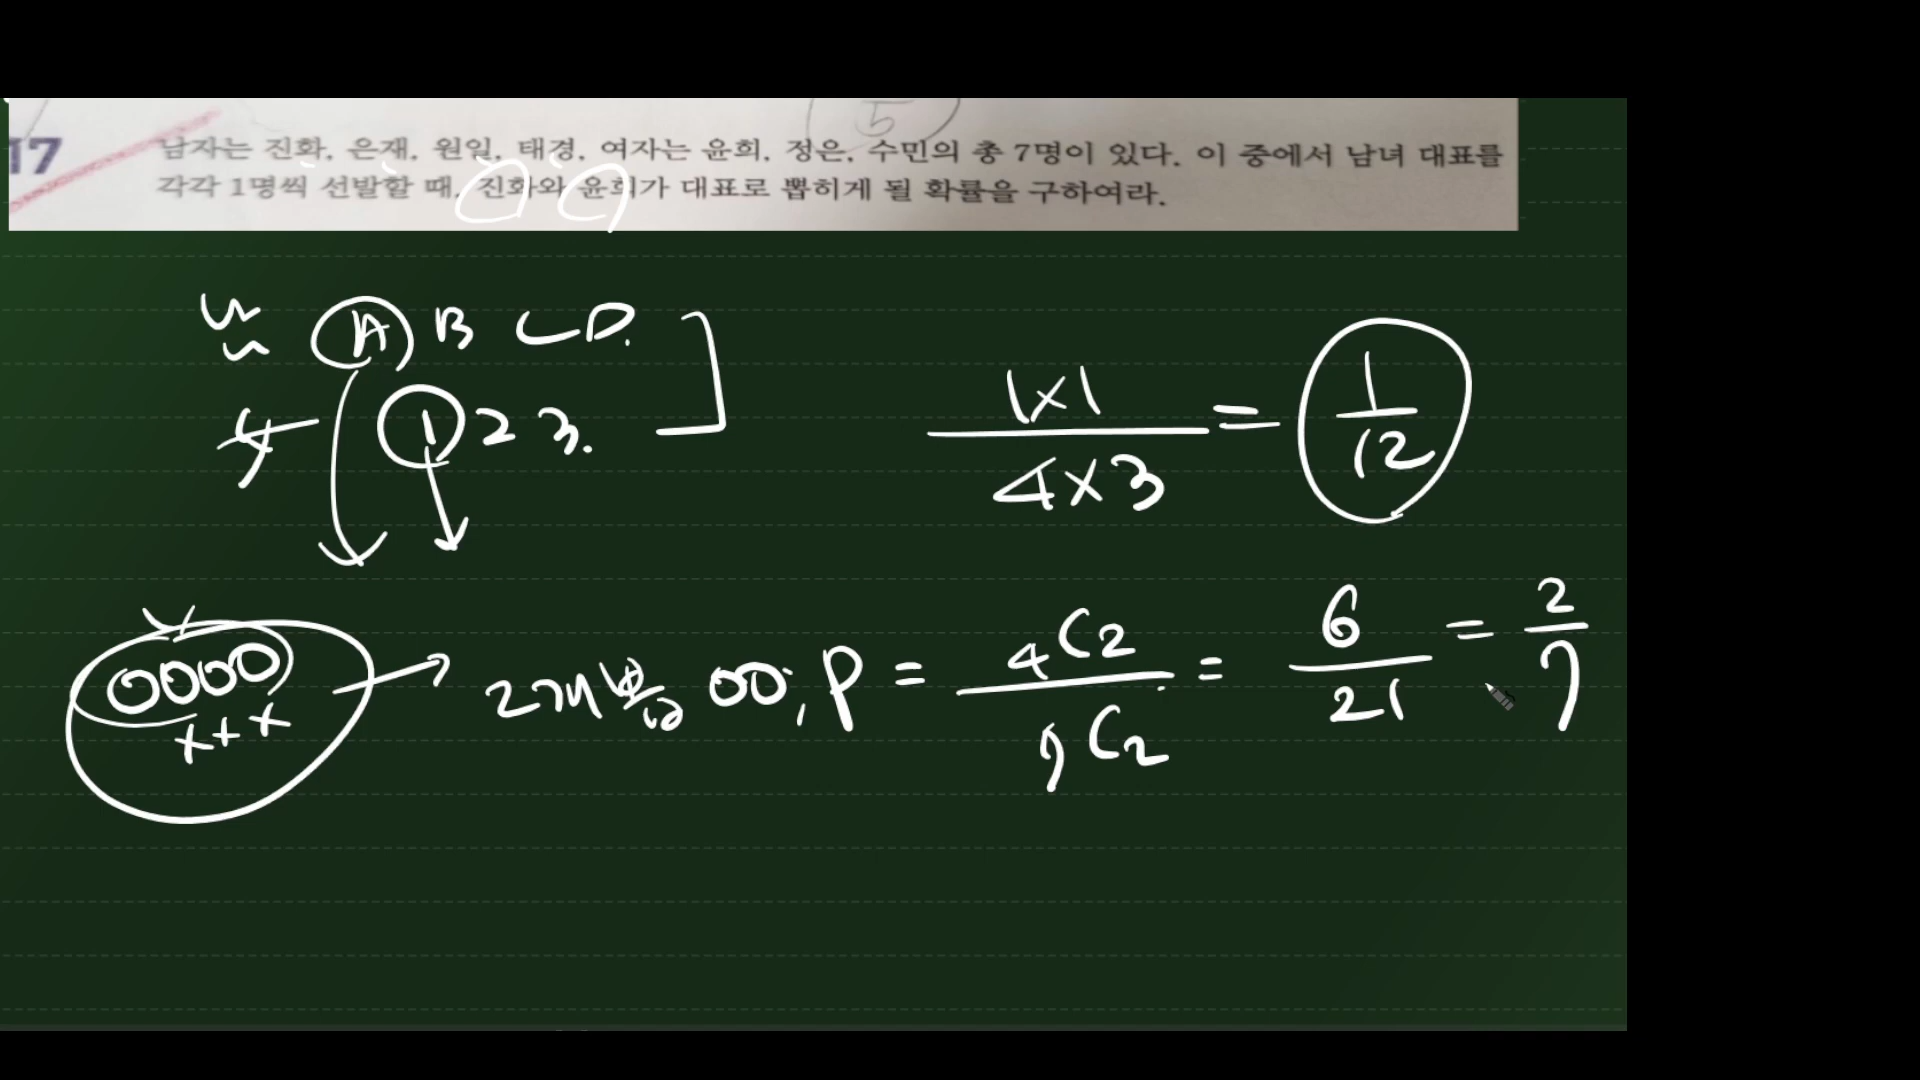 5
17 남자는 진화, 은재, 원일, 태경, 여자는 윤희, 정은, 수민의 총 7명이 있다. 이 중에서 남녀 대표를
각각 1명씩 선발할 때, 진화와 윤희가 대표로 뽑히게 될 확률을 구하여라.
A B C D.
1 2 3.
1×1 / 4×3 = 1/12
○○○○
× + ×
→ 2개 ○○; P = 4C2 / 7C2 = 6/21 = 2/7